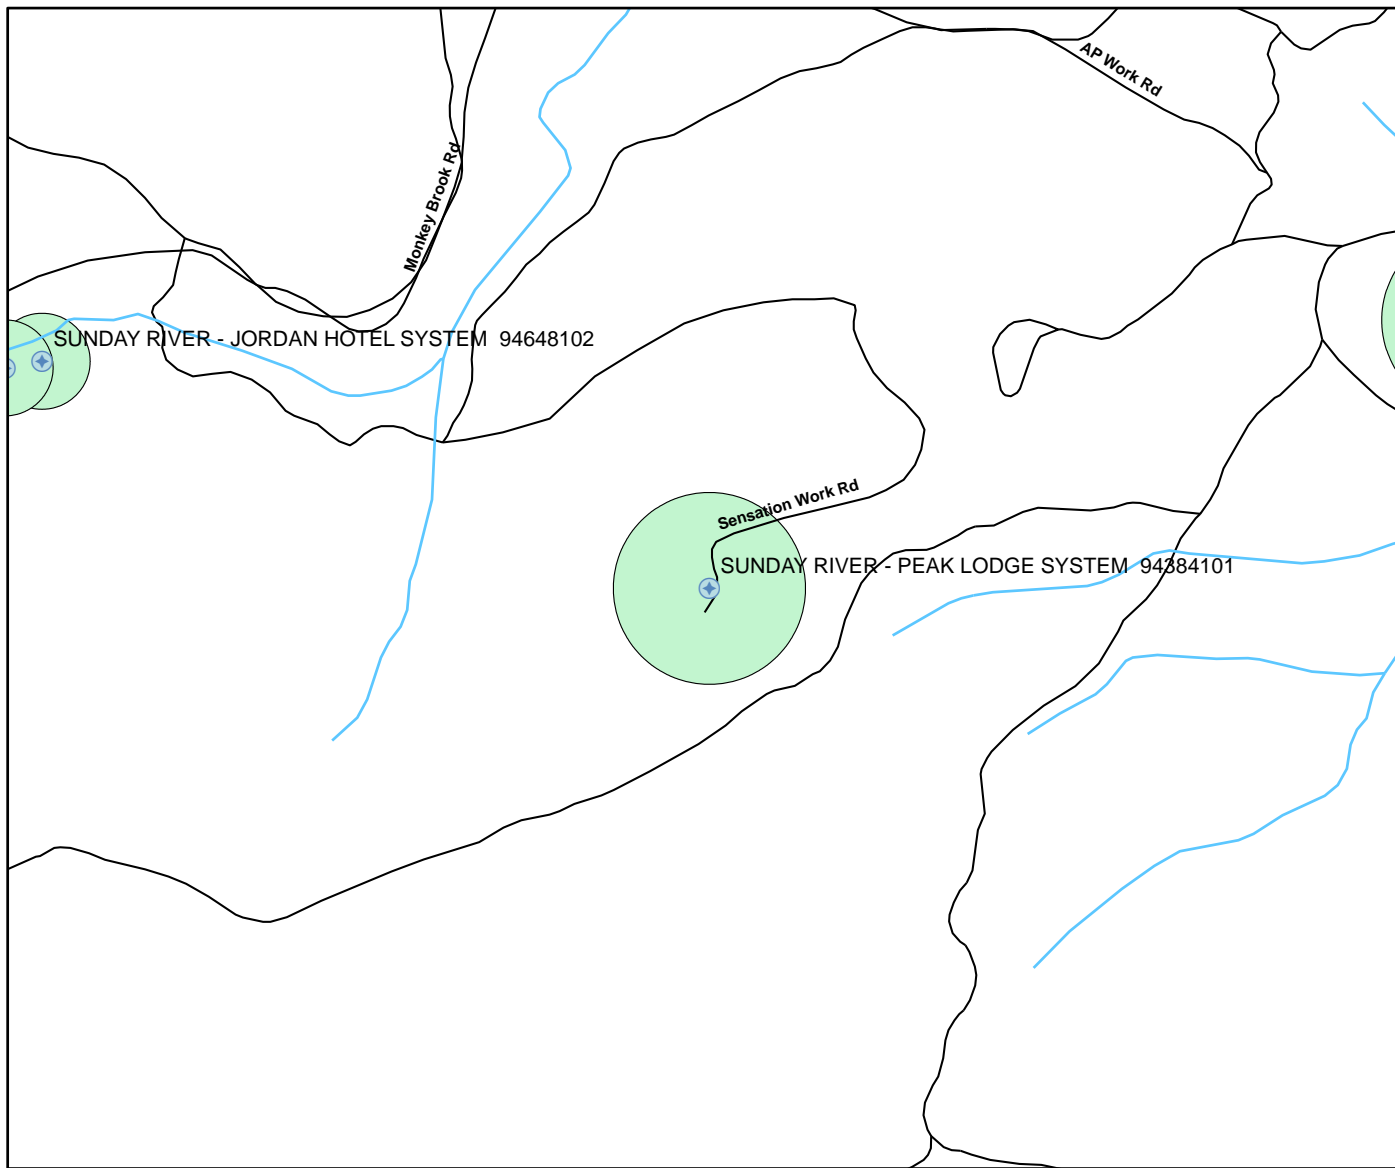 AP Work Rd
Monkey Brook Rd
SUNDAY RIVER - JORDAN HOTEL SYSTEM 94648102
Sensation Work Rd
SUNDAY RIVER - PEAK LODGE SYSTEM 94384101